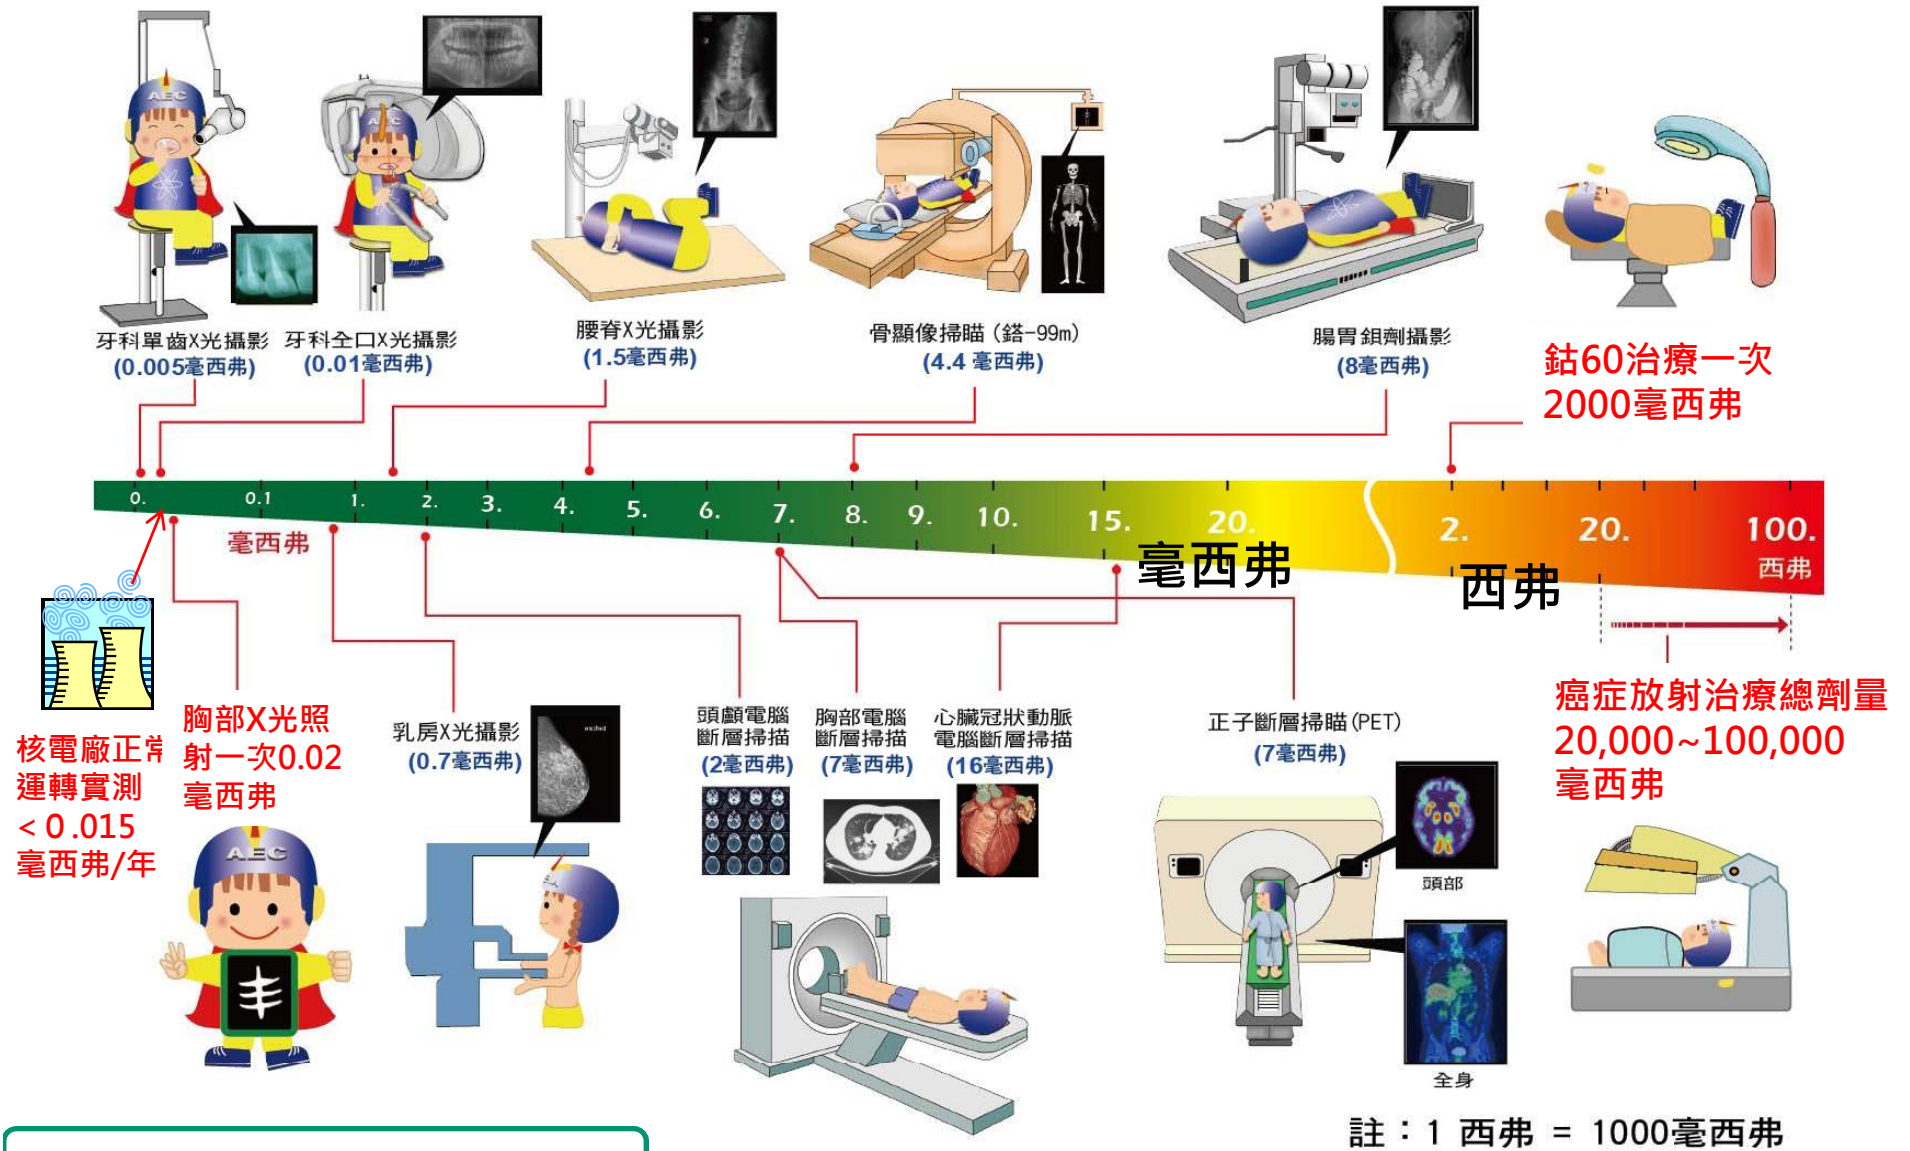 AEC
AEC
牙科單齒X光攝影
(0.005毫西弗)
牙科全口X光攝影
(0.01毫西弗)
腰脊X光攝影
(1.5毫西弗)
骨顯像掃瞄 (鎝-99m)
(4.4 毫西弗)
腸胃鋇劑攝影
(8毫西弗)
鈷60治療一次
2000毫西弗
0.
0.1
1.
2.
3.
4.
5.
6.
7.
8.
9.
10.
15.
20.
2.
20.
100.
毫西弗
毫西弗
西弗
西弗
核電廠正常
運轉實測
<０.015
毫西弗/年
胸部X光照
射一次0.02
毫西弗
乳房X光攝影
(0.7毫西弗)
頭顱電腦
斷層掃描
(2毫西弗)
胸部電腦
斷層掃描
(7毫西弗)
心臟冠狀動脈
電腦斷層掃描
(16毫西弗)
正子斷層掃瞄(PET)
(7毫西弗)
癌症放射治療總劑量
20,000~100,000
毫西弗
AEC
頭部
全身
註：1 西弗 = 1000毫西弗